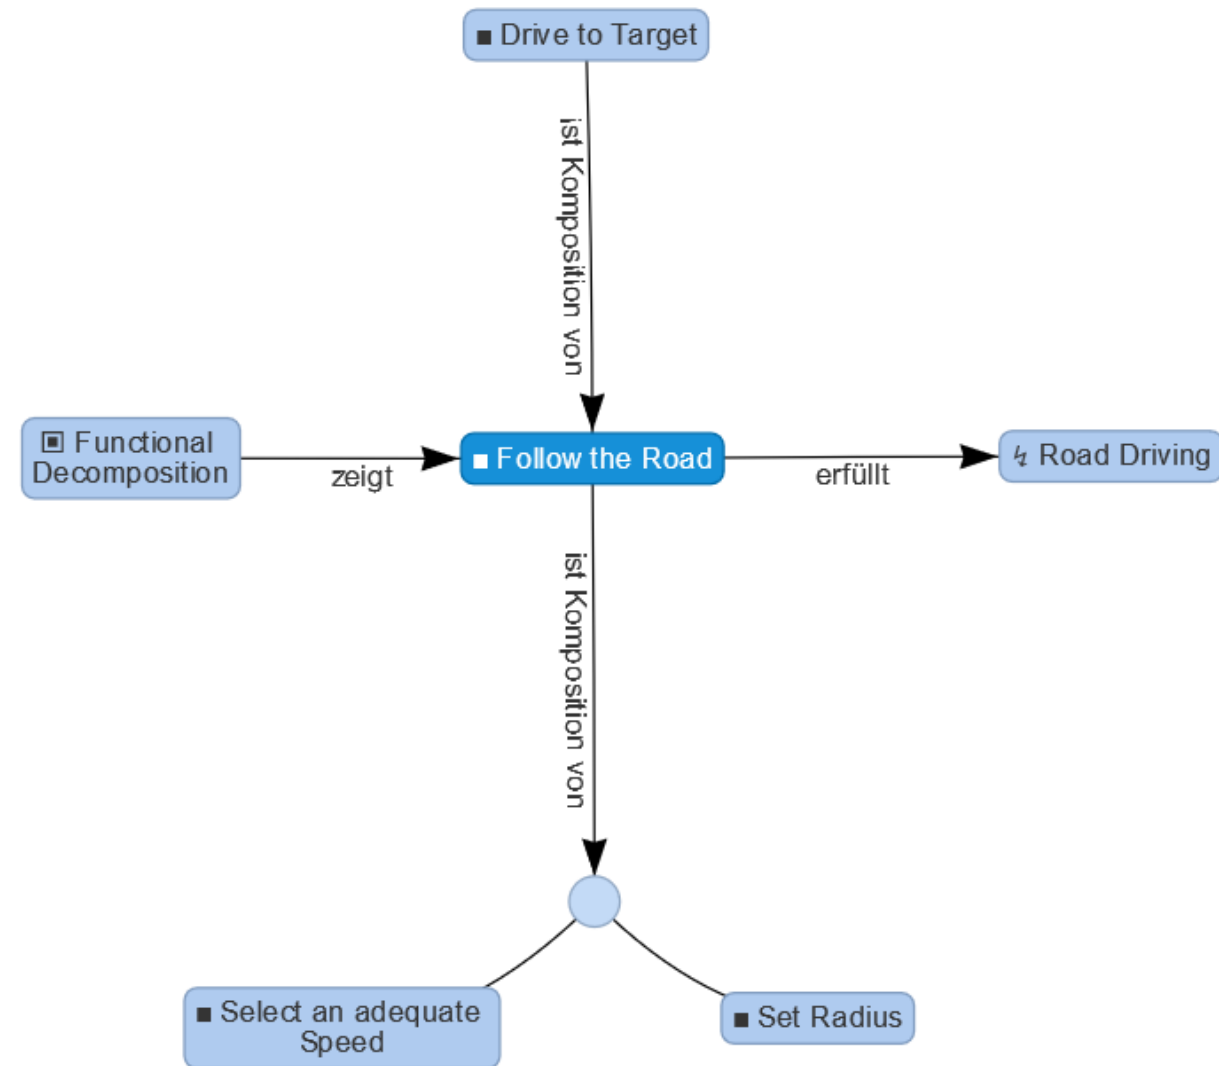 ▪ Drive to Target
ist Komposition von
▣ Functional
Decomposition
zeigt
▪ Follow the Road
erfüllt
↯ Road Driving
ist Komposition von
▪ Select an adequate
Speed
▪ Set Radius